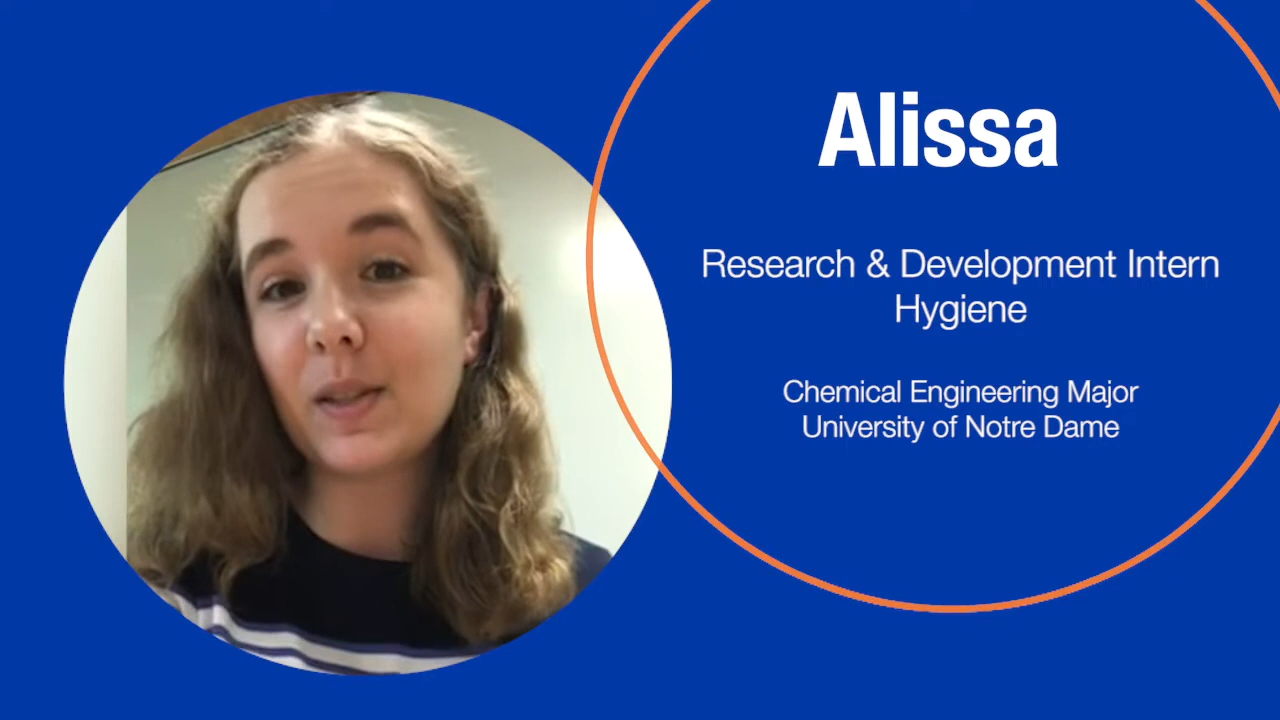 Alissa
Research & Development Intern
Hygiene
Chemical Engineering Major
University of Notre Dame